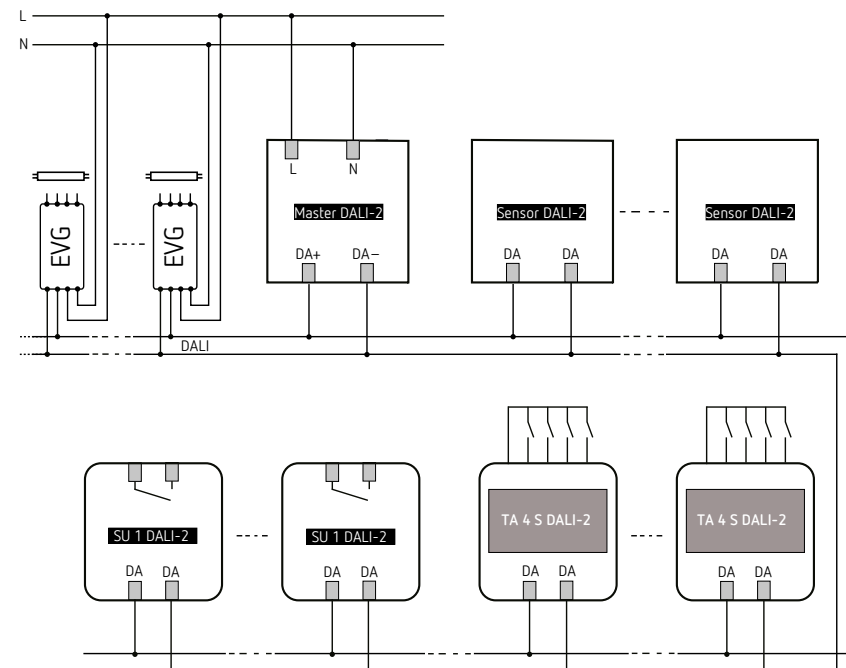 L
N
L N
Master DALI-2
Sensor DALI-2
Sensor DALI-2
EVG
EVG
DA+ DA–
DA DA
DA DA
DALI
TA 4 S DALI-2
TA 4 S DALI-2
SU 1 DALI-2
SU 1 DALI-2
DA DA
DA DA
DA DA
DA DA